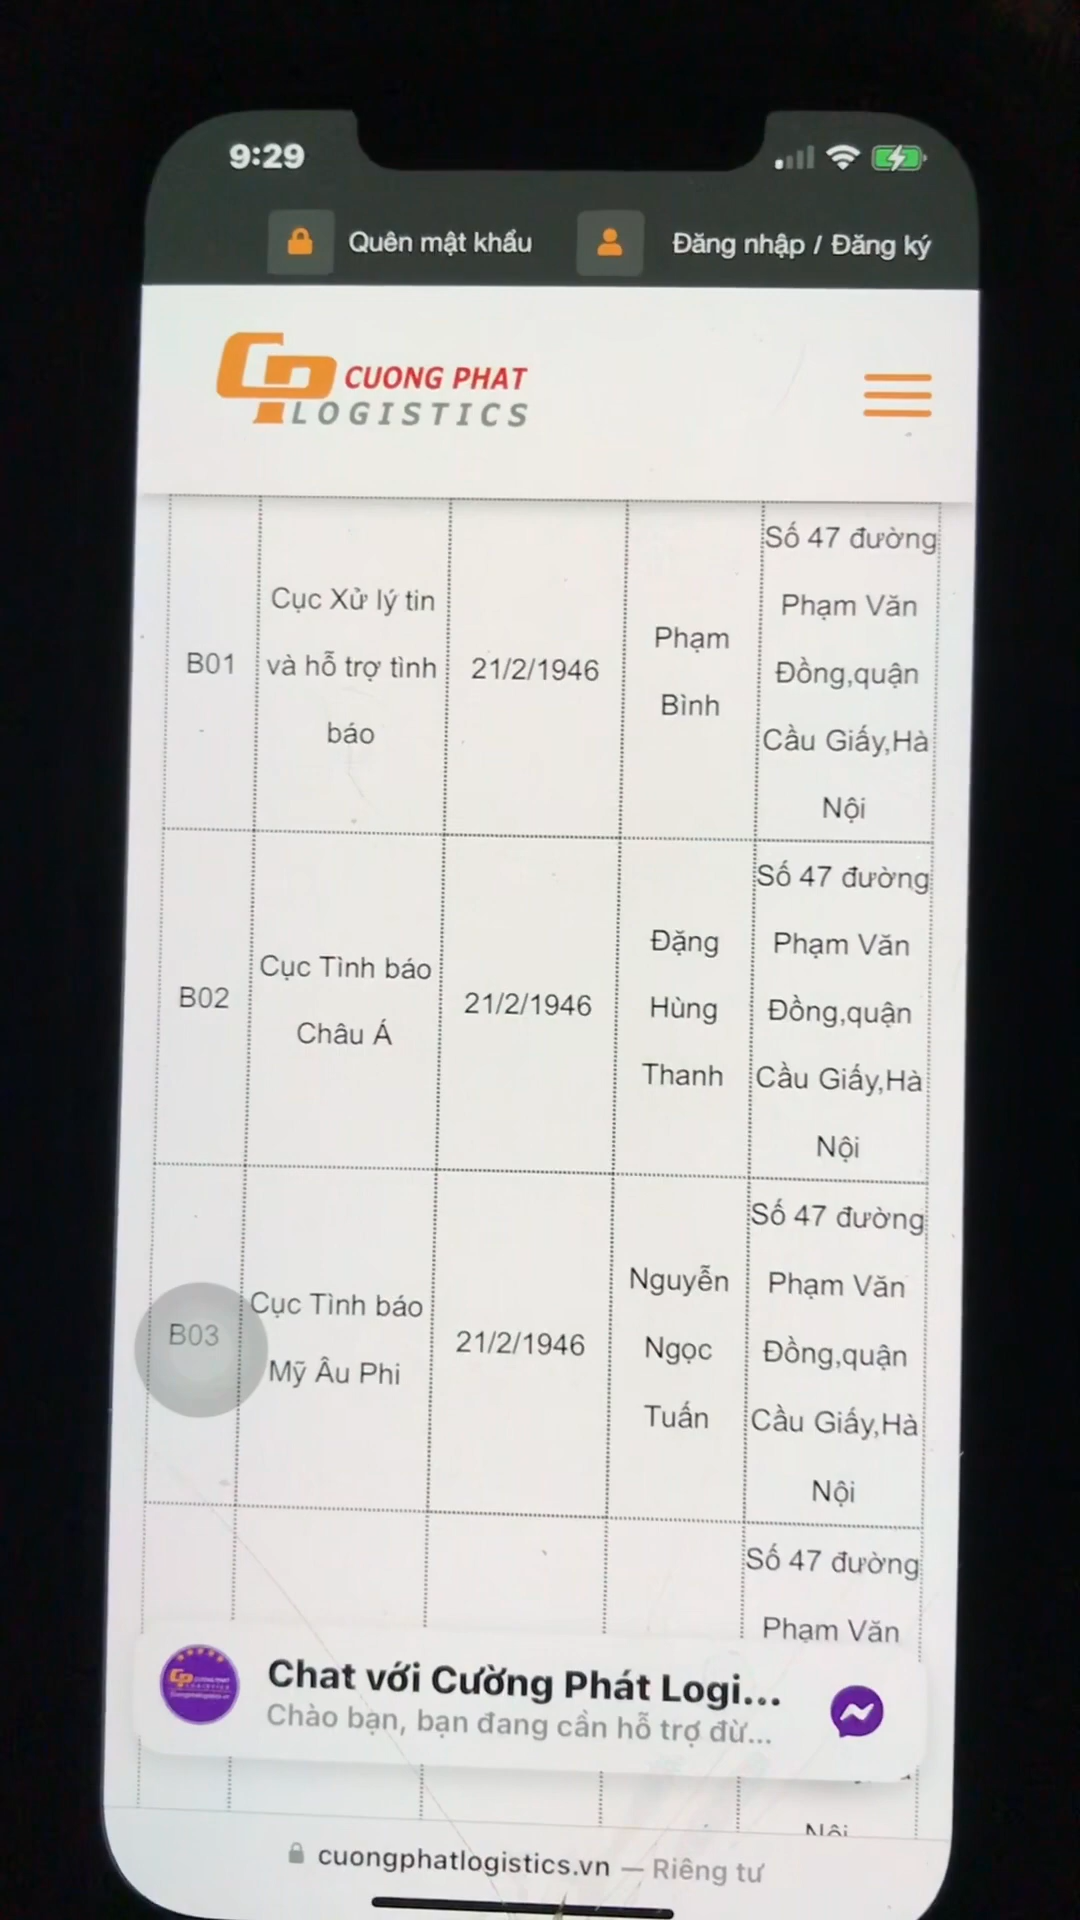 9:29
Quên mật khẩu
Đăng nhập / Đăng ký
CUONG PHAT
LOGISTICS
B01
Cục Xử lý tin
và hỗ trợ tình
báo
21/2/1946
Phạm
Bình
Số 47 đường
Phạm Văn
Đồng,quận
Cầu Giấy,Hà
Nội
B02
Cục Tình báo
Châu Á
21/2/1946
Đặng
Hùng
Thanh
Số 47 đường
Phạm Văn
Đồng,quận
Cầu Giấy,Hà
Nội
B03
Cục Tình báo
Mỹ Âu Phi
21/2/1946
Nguyễn
Ngọc
Tuấn
Số 47 đường
Phạm Văn
Đồng,quận
Cầu Giấy,Hà
Nội
Số 47 đường
Phạm Văn
Chat với Cường Phát Logi...
Chào bạn, bạn đang cần hỗ trợ đừ...
Nội
cuongphatlogistics.vn — Riêng tư